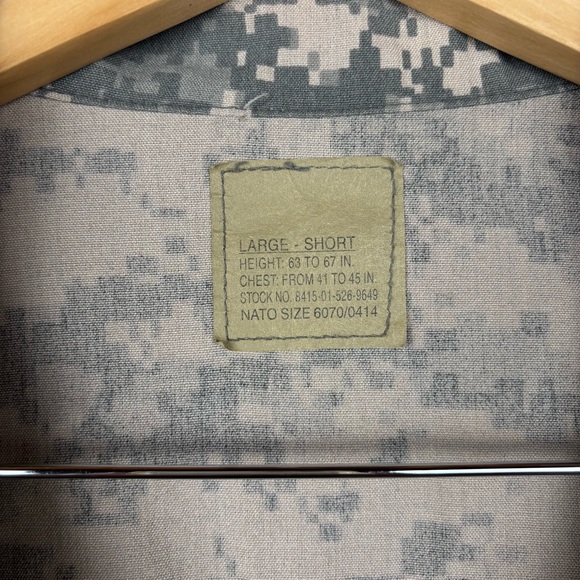 LARGE - SHORT
HEIGHT: 63 TO 67 IN.
CHEST: FROM 41 TO 45 IN.
STOCK NO. 8415-01-526-9649
NATO SIZE 6070/0414